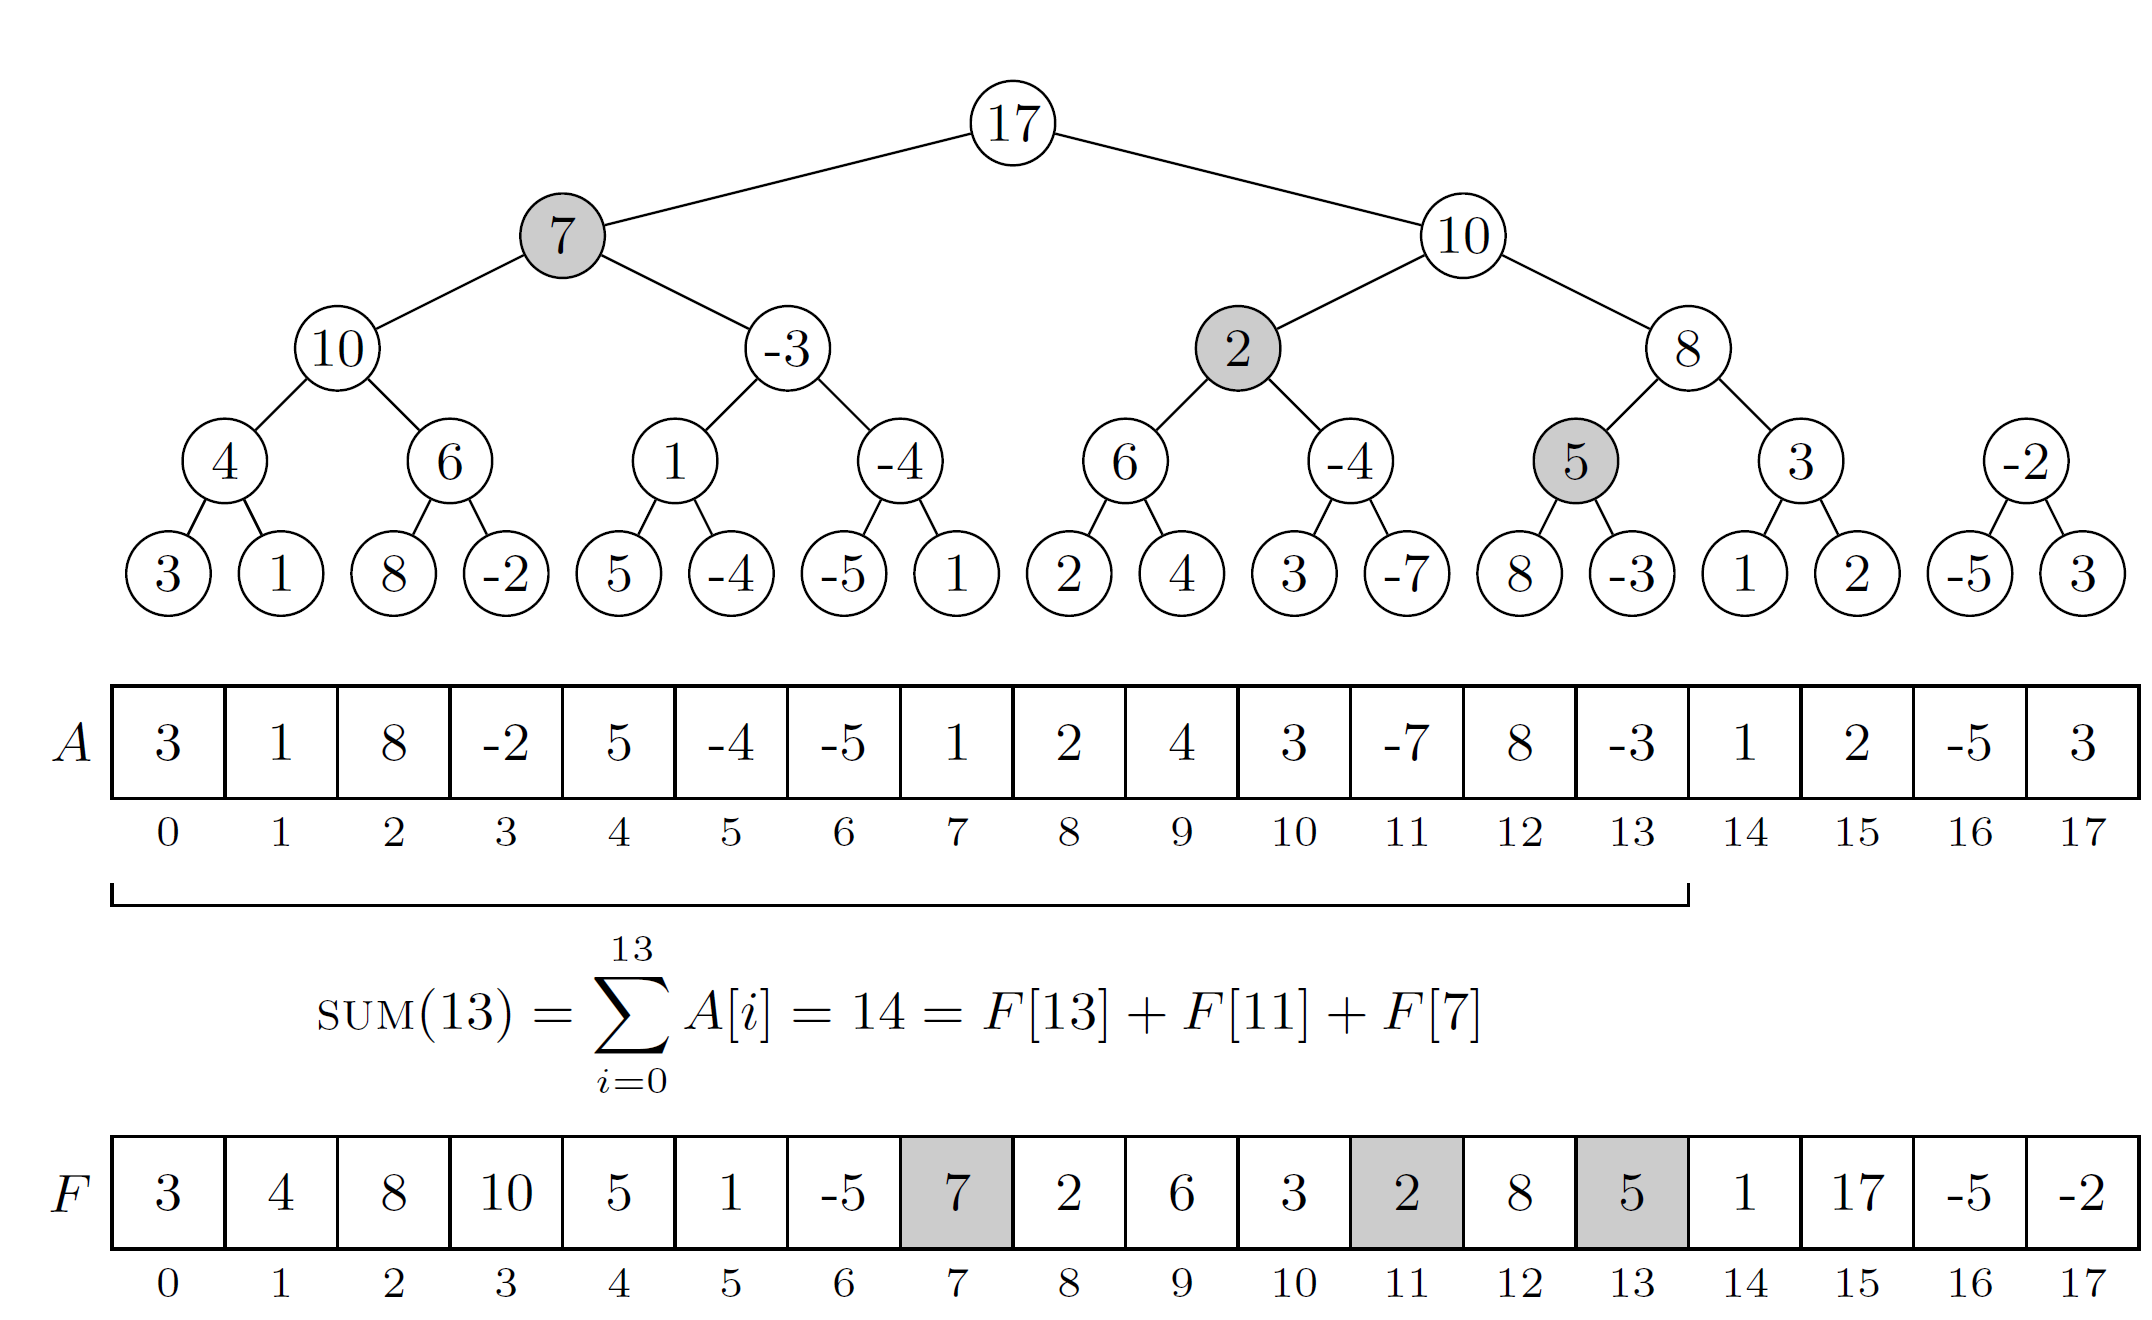 17
7 10
10 -3 2 8
4 6 1 -4 6 -4 5 3 -2
3 1 8 -2 5 -4 -5 1 2 4 3 -7 8 -3 1 2 -5 3
A 3 1 8 -2 5 -4 -5 1 2 4 3 -7 8 -3 1 2 -5 3
0 1 2 3 4 5 6 7 8 9 10 11 12 13 14 15 16 17
13
SUM(13) = ∑ A[i] = 14 = F[13] + F[11] + F[7]
i=0
F 3 4 8 10 5 1 -5 7 2 6 3 2 8 5 1 17 -5 -2
0 1 2 3 4 5 6 7 8 9 10 11 12 13 14 15 16 17